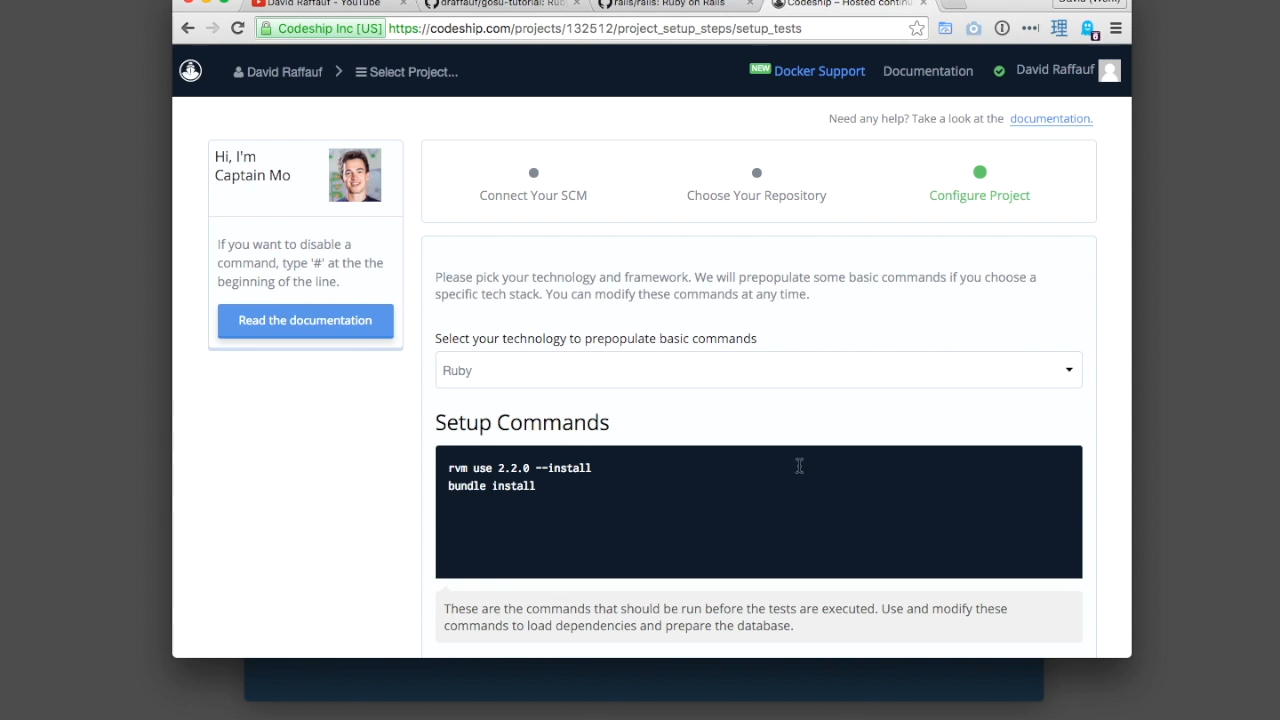 David Raffauf - YouTube
draffauf/gosu-tutorial: Rub
rails/rails: Ruby on Rails
Codeship – Hosted continu
David (Work)
Codeship Inc [US] https://codeship.com/projects/132512/project_setup_steps/setup_tests
理
6
David Raffauf
Select Project...
NEW Docker Support
Documentation
David Raffauf
Need any help? Take a look at the documentation.
Hi, I'm
Captain Mo
If you want to disable a
command, type '#' at the the
beginning of the line.
Read the documentation
Connect Your SCM
Choose Your Repository
Configure Project
Please pick your technology and framework. We will prepopulate some basic commands if you choose a
specific tech stack. You can modify these commands at any time.
Select your technology to prepopulate basic commands
Ruby
Setup Commands
rvm use 2.2.0 --install
bundle install
These are the commands that should be run before the tests are executed. Use and modify these
commands to load dependencies and prepare the database.